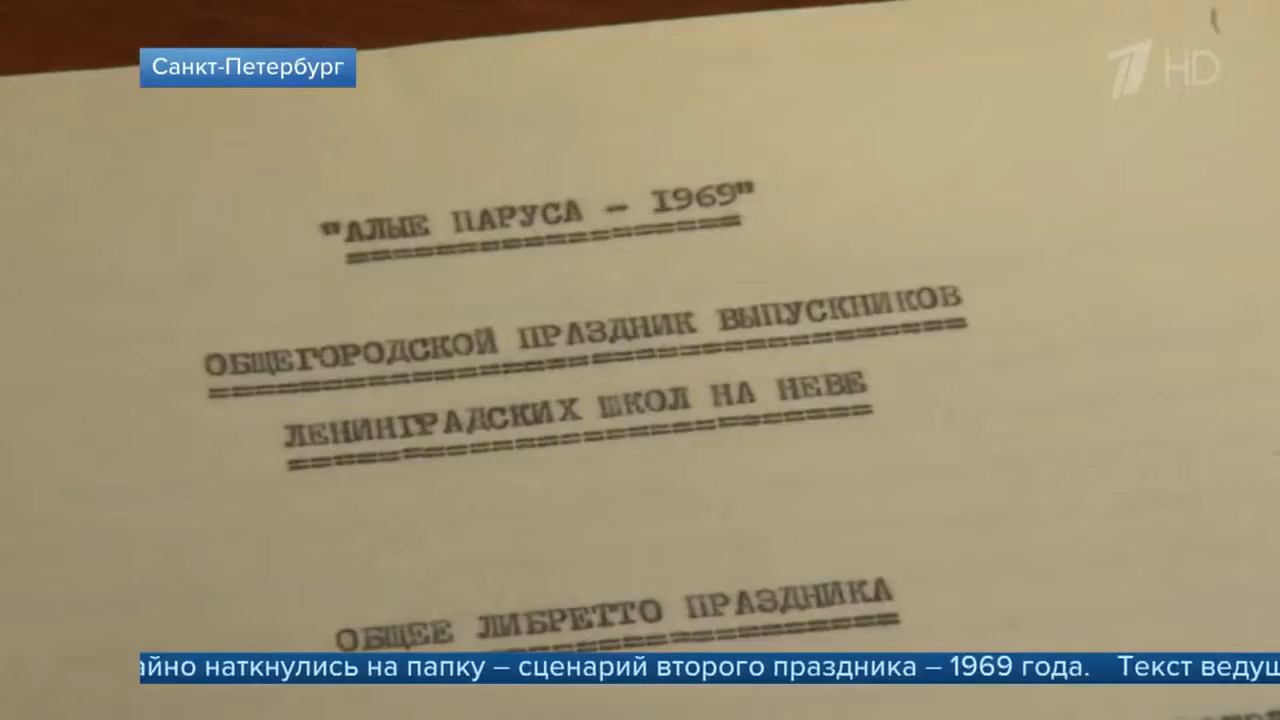 Санкт-Петербург
HD
"АЛЫЕ ПАРУСА - 1969"
ОБЩЕГОРОДСКОЙ ПРАЗДНИК ВЫПУСКНИКОВ
ЛЕНИНГРАДСКИХ ШКОЛ НА НЕВЕ
ОБЩЕЕ ЛИБРЕТТО ПРАЗДНИКА
наткнулись на папку – сценарий второго праздника – 1969 года. Текст